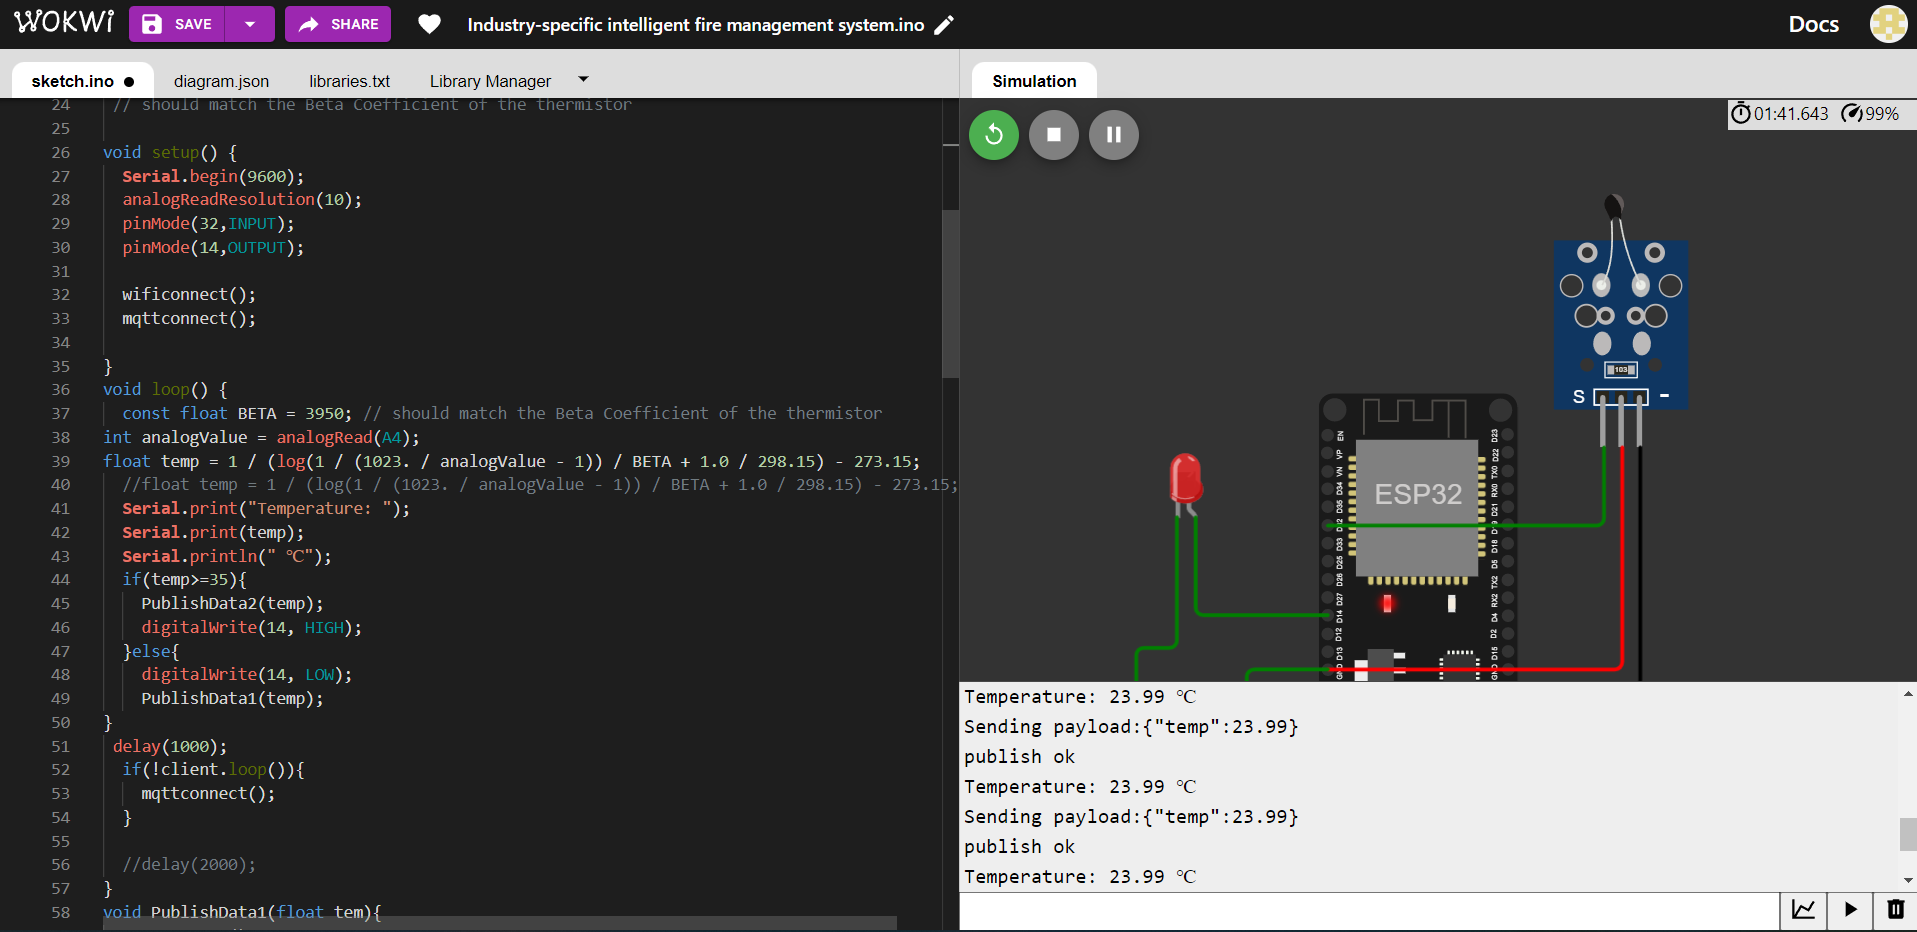 WOKWI SAVE SHARE Industry-specific intelligent fire management system.ino Docs
sketch.ino diagram.json libraries.txt Library Manager
Simulation
24 // should match the Beta Coefficient of the thermistor
25
26 void setup() {
27 Serial.begin(9600);
28 analogReadResolution(10);
29 pinMode(32,INPUT);
30 pinMode(14,OUTPUT);
31
32 wificonnect();
33 mqttconnect();
34
35 }
36 void loop() {
37 const float BETA = 3950; // should match the Beta Coefficient of the thermistor
38 int analogValue = analogRead(A4);
39 float temp = 1 / (log(1 / (1023. / analogValue - 1)) / BETA + 1.0 / 298.15) - 273.15;
40 //float temp = 1 / (log(1 / (1023. / analogValue - 1)) / BETA + 1.0 / 298.15) - 273.15;
41 Serial.print("Temperature: ");
42 Serial.print(temp);
43 Serial.println(" ℃");
44 if(temp>=35){
45 PublishData2(temp);
46 digitalWrite(14, HIGH);
47 }else{
48 digitalWrite(14, LOW);
49 PublishData1(temp);
50 }
51 delay(1000);
52 if(!client.loop()){
53 mqttconnect();
54 }
55
56 //delay(2000);
57 }
58 void PublishData1(float tem){
01:41.643 99%
103
S -
ESP32
EN
VP
VN
D34
D35
D32
D33
D25
D26
D27
D14
D12
D13
GND
D23
D22
TX0
RX0
D21
D19
D18
D5
TX2
RX2
D4
D2
D15
GND
Temperature: 23.99 ℃
Sending payload:{"temp":23.99}
publish ok
Temperature: 23.99 ℃
Sending payload:{"temp":23.99}
publish ok
Temperature: 23.99 ℃